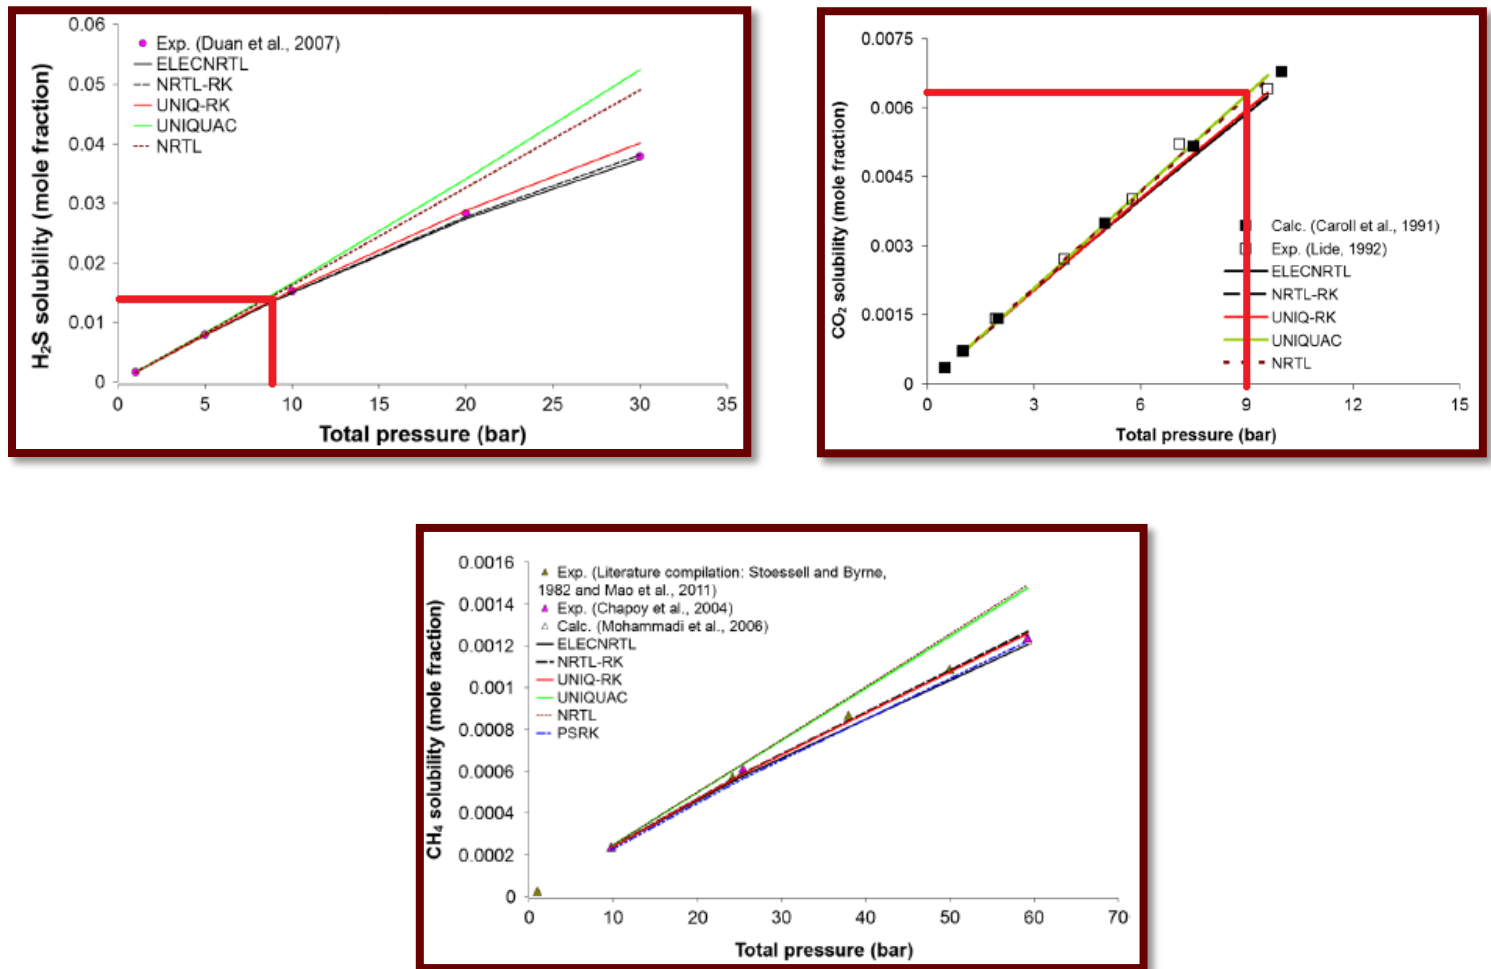 0.06
0.05
0.04
0.03
0.02
0.01
0
H₂S solubility (mole fraction)
Exp. (Duan et al., 2007)
ELECNRTL
NRTL-RK
UNIQ-RK
UNIQUAC
NRTL
0 5 10 15 20 25 30 35
Total pressure (bar)
0.0075
0.006
0.0045
0.003
0.0015
0
CO₂ solubility (mole fraction)
Calc. (Caroll et al., 1991)
Exp. (Lide, 1992)
ELECNRTL
NRTL-RK
UNIQ-RK
UNIQUAC
NRTL
0 3 6 9 12 15
Total pressure (bar)
0.0016
0.0014
0.0012
0.001
0.0008
0.0006
0.0004
0.0002
0
CH₄ solubility (mole fraction)
Exp. (Literature compilation: Stoessell and Byrne,
1982 and Mao et al., 2011)
Exp. (Chapoy et al., 2004)
Calc. (Mohammadi et al., 2006)
ELECNRTL
NRTL-RK
UNIQ-RK
UNIQUAC
NRTL
PSRK
0 10 20 30 40 50 60 70
Total pressure (bar)